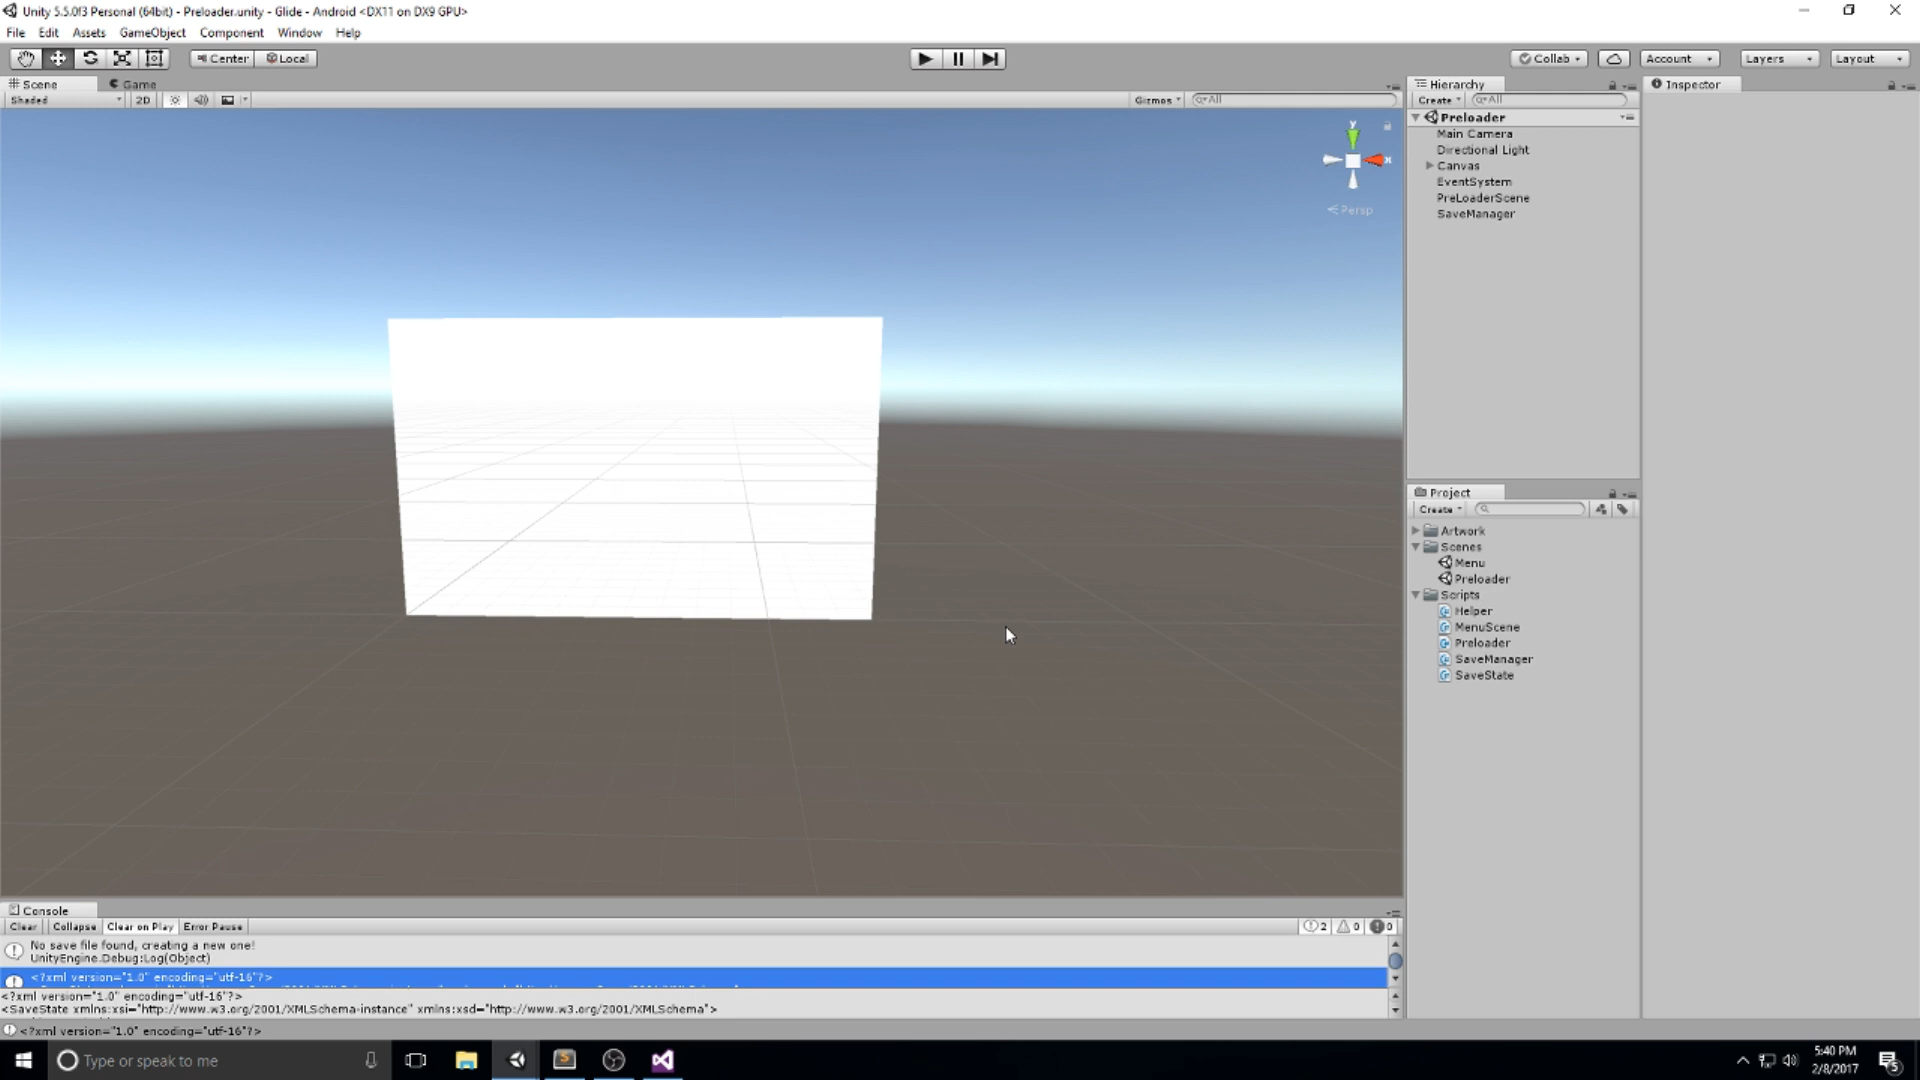 Unity 5.5.0f3 Personal (64bit) - Preloader.unity - Glide - Android <DX11 on DX9 GPU>
File Edit Assets GameObject Component Window Help
Center Local Collab Account Layers Layout
Scene Game
Shaded 2D Gizmos All
y
x
Persp
Hierarchy
Create All
Preloader
Main Camera
Directional Light
Canvas
EventSystem
PreLoaderScene
SaveManager
Inspector
Project
Create
Artwork
Scenes
Menu
Preloader
Scripts
Helper
MenuScene
Preloader
SaveManager
SaveState
Console
Clear Collapse Clear on Play Error Pause 2 0 0
No save file found, creating a new one!
UnityEngine.Debug:Log(Object)
<?xml version="1.0" encoding="utf-16"?>
<?xml version="1.0" encoding="utf-16"?>
<SaveState xmlns:xsi="http://www.w3.org/2001/XMLSchema-instance" xmlns:xsd="http://www.w3.org/2001/XMLSchema">
<?xml version="1.0" encoding="utf-16"?>
Type or speak to me
5:40 PM
2/8/2017
5